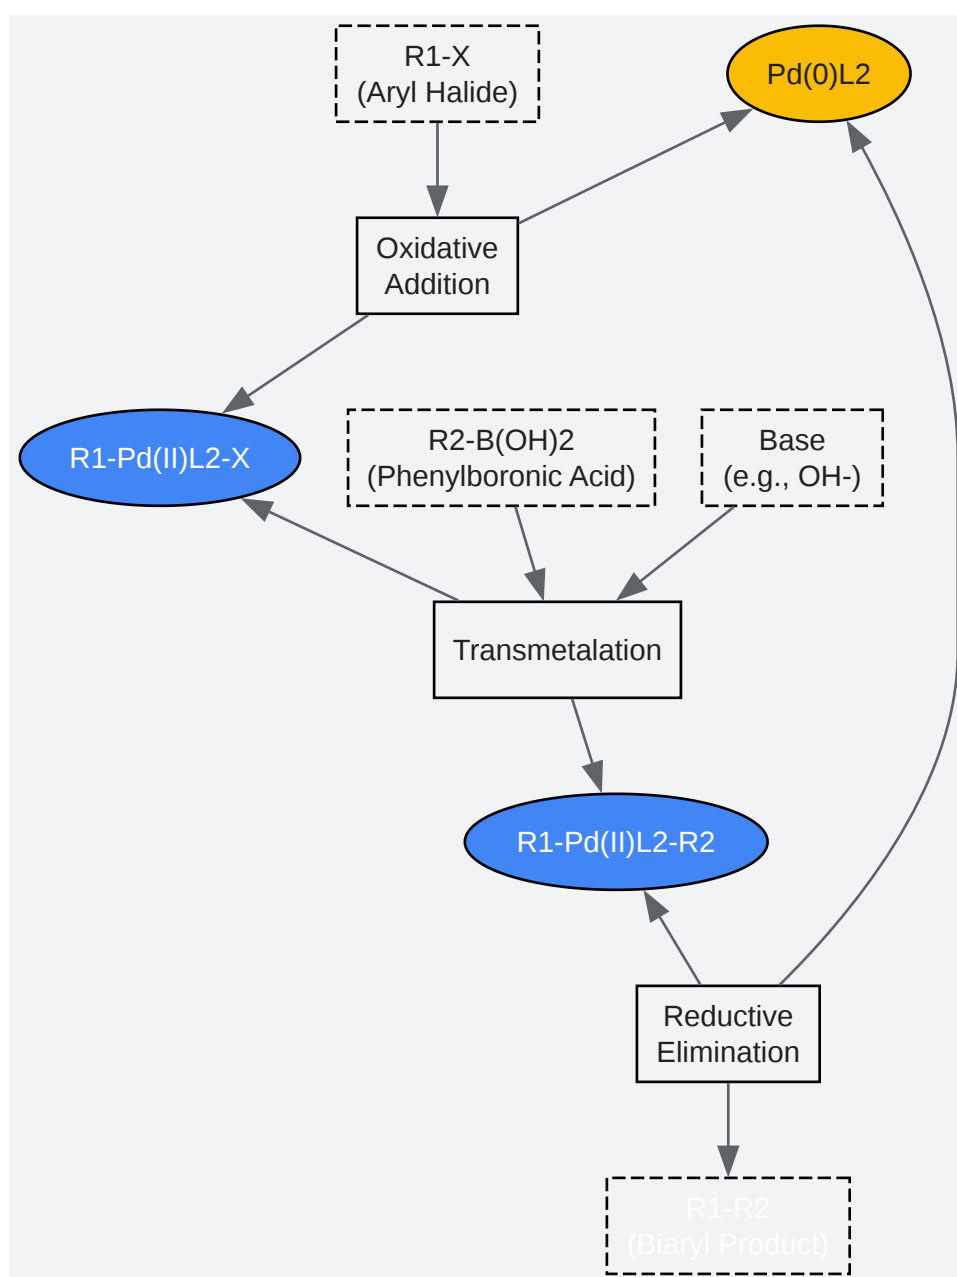 R1-X
(Aryl Halide)
Pd(0)L2
Oxidative
Addition
R1-Pd(II)L2-X
R2-B(OH)2
(Phenylboronic Acid)
Base
(e.g., OH-)
Transmetalation
R1-Pd(II)L2-R2
Reductive
Elimination
R1-R2
(Biaryl Product)